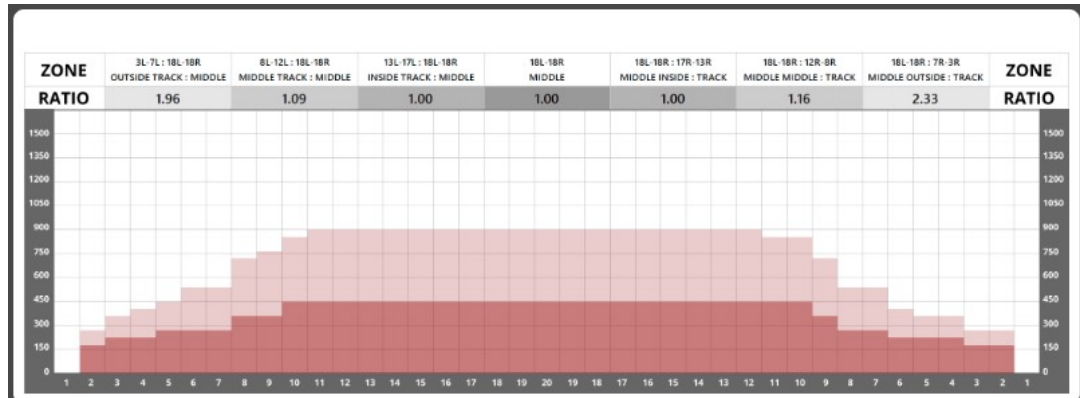 ZONE
3L-7L : 18L-18R
OUTSIDE TRACK : MIDDLE
8L-12L : 18L-18R
MIDDLE TRACK : MIDDLE
13L-17L : 18L-18R
INSIDE TRACK : MIDDLE
18L-18R
MIDDLE
18L-18R : 17R-13R
MIDDLE INSIDE : TRACK
18L-18R : 12R-8R
MIDDLE MIDDLE : TRACK
18L-18R : 7R-3R
MIDDLE OUTSIDE : TRACK
ZONE
RATIO 1.96 1.09 1.00 1.00 1.00 1.16 2.33 RATIO
1500 1500
1350 1350
1200 1200
1050 1050
900 900
750 750
600 600
450 450
300 300
150 150
0 0
1 2 3 4 5 6 7 8 9 10 11 12 13 14 15 16 17 18 19 20 19 18 17 16 15 14 13 12 11 10 9 8 7 6 5 4 3 2 1